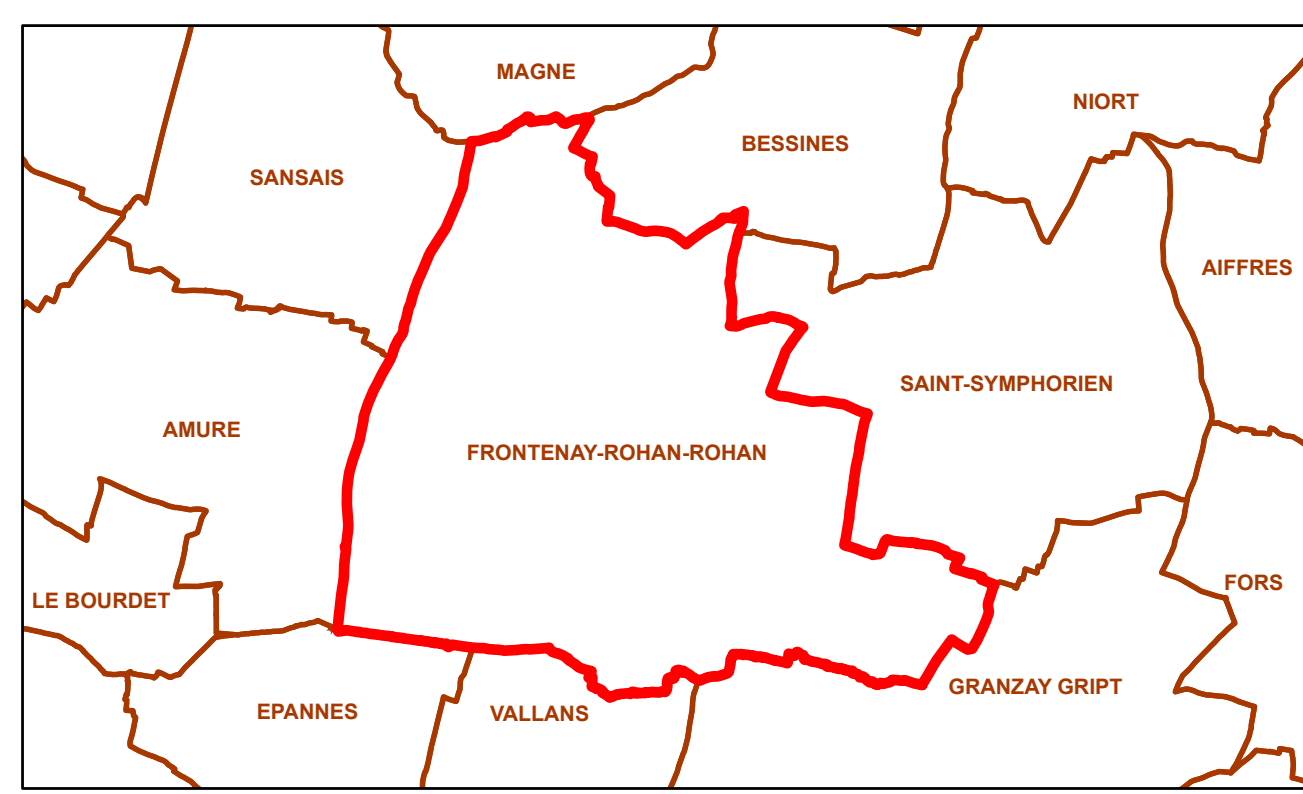 MAGNE
NIORT
BESSINES
SANSAIS
AIFFRES
SAINT-SYMPHORIEN
AMURE
FRONTENAY-ROHAN-ROHAN
FORS
LE BOURDET
GRANZAY GRIPT
EPANNES
VALLANS